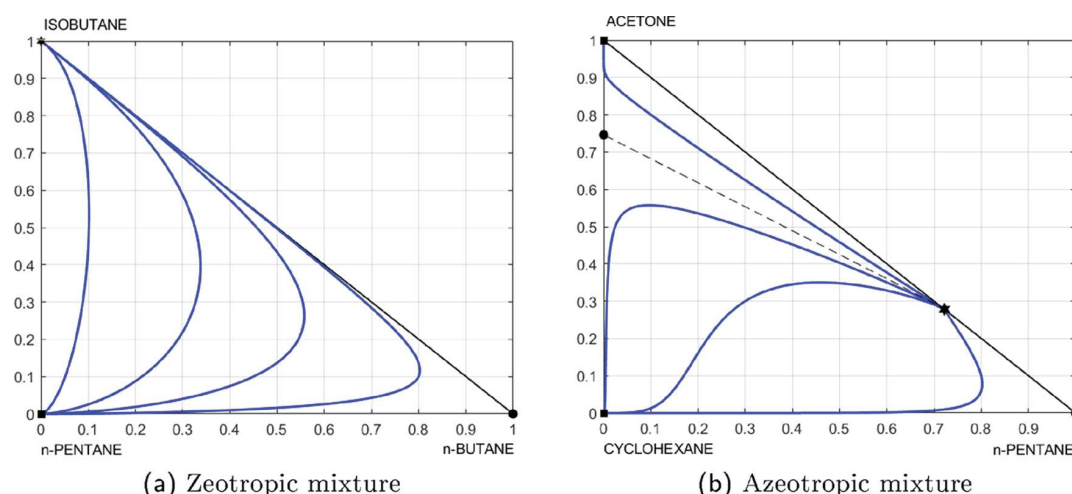 ISOBUTANE
1
0.9
0.8
0.7
0.6
0.5
0.4
0.3
0.2
0.1
0
0 0.1 0.2 0.3 0.4 0.5 0.6 0.7 0.8 0.9 1
n-PENTANE n-BUTANE
(a) Zeotropic mixture
ACETONE
1
0.9
0.8
0.7
0.6
0.5
0.4
0.3
0.2
0.1
0
0 0.1 0.2 0.3 0.4 0.5 0.6 0.7 0.8 0.9 1
CYCLOHEXANE n-PENTANE
(b) Azeotropic mixture